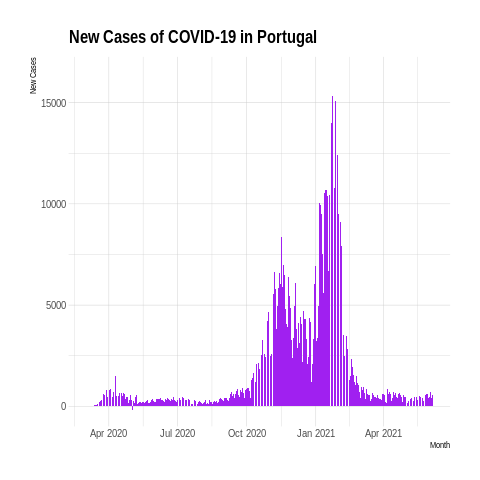 New Cases of COVID-19 in Portugal
New Cases
15000
10000
5000
0
Apr 2020 Jul 2020 Oct 2020 Jan 2021 Apr 2021
Month